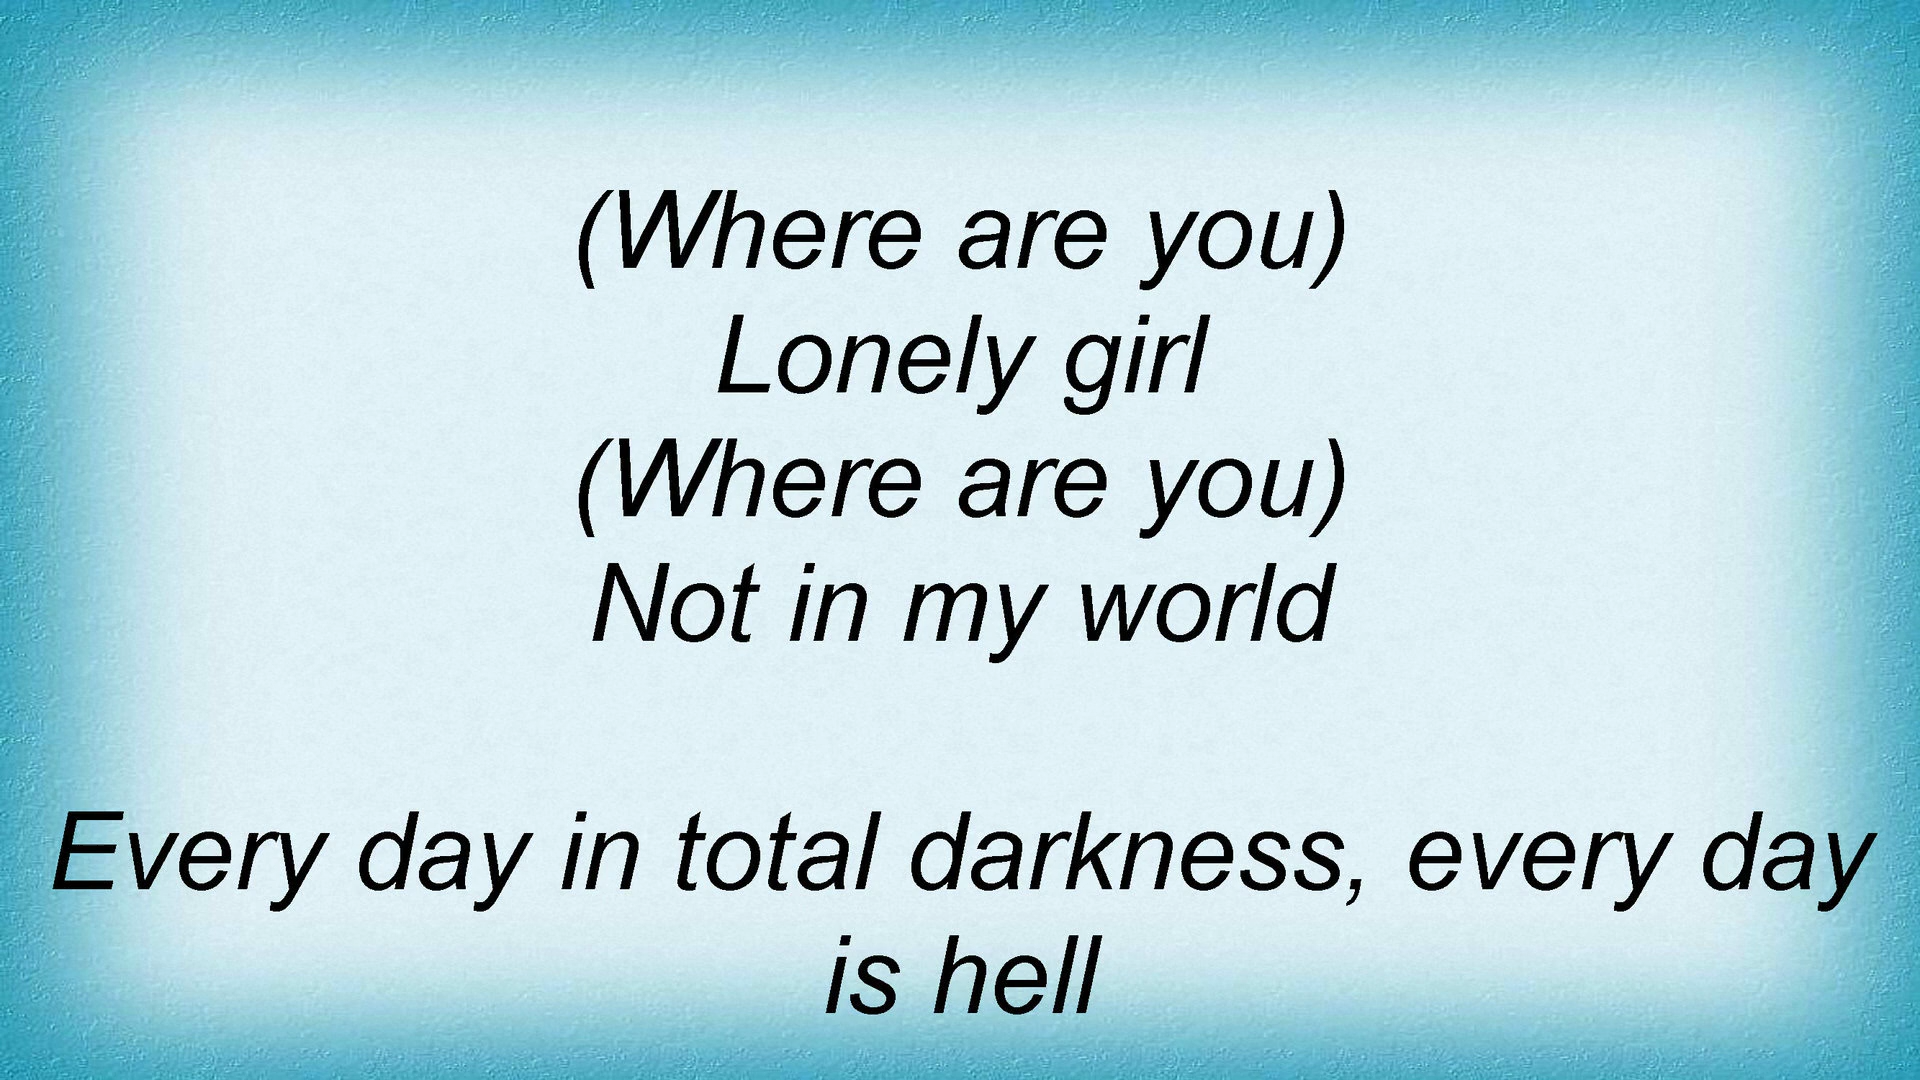 (Where are you)
Lonely girl
(Where are you)
Not in my world
Every day in total darkness, every day
is hell